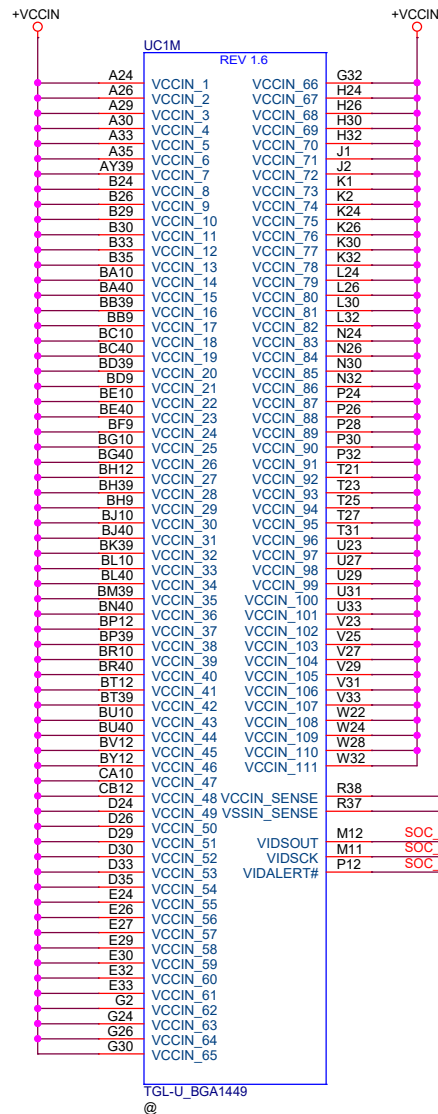 +VCCIN +VCCIN
UC1M
REV 1.6
A24 VCCIN_1 VCCIN_66 G32
A26 VCCIN_2 VCCIN_67 H24
A29 VCCIN_3 VCCIN_68 H26
A30 VCCIN_4 VCCIN_69 H30
A33 VCCIN_5 VCCIN_70 H32
A35 VCCIN_6 VCCIN_71 J1
AY39 VCCIN_7 VCCIN_72 J2
B24 VCCIN_8 VCCIN_73 K1
B26 VCCIN_9 VCCIN_74 K2
B29 VCCIN_10 VCCIN_75 K24
B30 VCCIN_11 VCCIN_76 K26
B33 VCCIN_12 VCCIN_77 K30
B35 VCCIN_13 VCCIN_78 K32
BA10 VCCIN_14 VCCIN_79 L24
BA40 VCCIN_15 VCCIN_80 L26
BB39 VCCIN_16 VCCIN_81 L30
BB9 VCCIN_17 VCCIN_82 L32
BC10 VCCIN_18 VCCIN_83 N24
BC40 VCCIN_19 VCCIN_84 N26
BD39 VCCIN_20 VCCIN_85 N30
BD9 VCCIN_21 VCCIN_86 N32
BE10 VCCIN_22 VCCIN_87 P24
BE40 VCCIN_23 VCCIN_88 P26
BF9 VCCIN_24 VCCIN_89 P28
BG10 VCCIN_25 VCCIN_90 P30
BG40 VCCIN_26 VCCIN_91 P32
BH12 VCCIN_27 VCCIN_92 T21
BH39 VCCIN_28 VCCIN_93 T23
BH9 VCCIN_29 VCCIN_94 T25
BJ10 VCCIN_30 VCCIN_95 T27
BJ40 VCCIN_31 VCCIN_96 T31
BK39 VCCIN_32 VCCIN_97 U23
BL10 VCCIN_33 VCCIN_98 U27
BL40 VCCIN_34 VCCIN_99 U29
BM39 VCCIN_35 VCCIN_100 U31
BN40 VCCIN_36 VCCIN_101 U33
BP12 VCCIN_37 VCCIN_102 V23
BP39 VCCIN_38 VCCIN_103 V25
BR10 VCCIN_39 VCCIN_104 V27
BR40 VCCIN_40 VCCIN_105 V29
BT12 VCCIN_41 VCCIN_106 V31
BT39 VCCIN_42 VCCIN_107 V33
BU10 VCCIN_43 VCCIN_108 W22
BU40 VCCIN_44 VCCIN_109 W24
BV12 VCCIN_45 VCCIN_110 W28
BY12 VCCIN_46 VCCIN_111 W32
CA10 VCCIN_47
CB12 VCCIN_48 VCCIN_SENSE R38
D24 VCCIN_49 VSSIN_SENSE R37
D26 VCCIN_50
D29 VCCIN_51 VIDSOUT M12 SOC_
D30 VCCIN_52 VIDSCK M11 SOC_
D33 VCCIN_53 VIDALERT# P12 SOC_
D35 VCCIN_54
E24 VCCIN_55
E26 VCCIN_56
E27 VCCIN_57
E29 VCCIN_58
E30 VCCIN_59
E32 VCCIN_60
E33 VCCIN_61
G2 VCCIN_62
G24 VCCIN_63
G26 VCCIN_64
G30 VCCIN_65
TGL-U_BGA1449
@